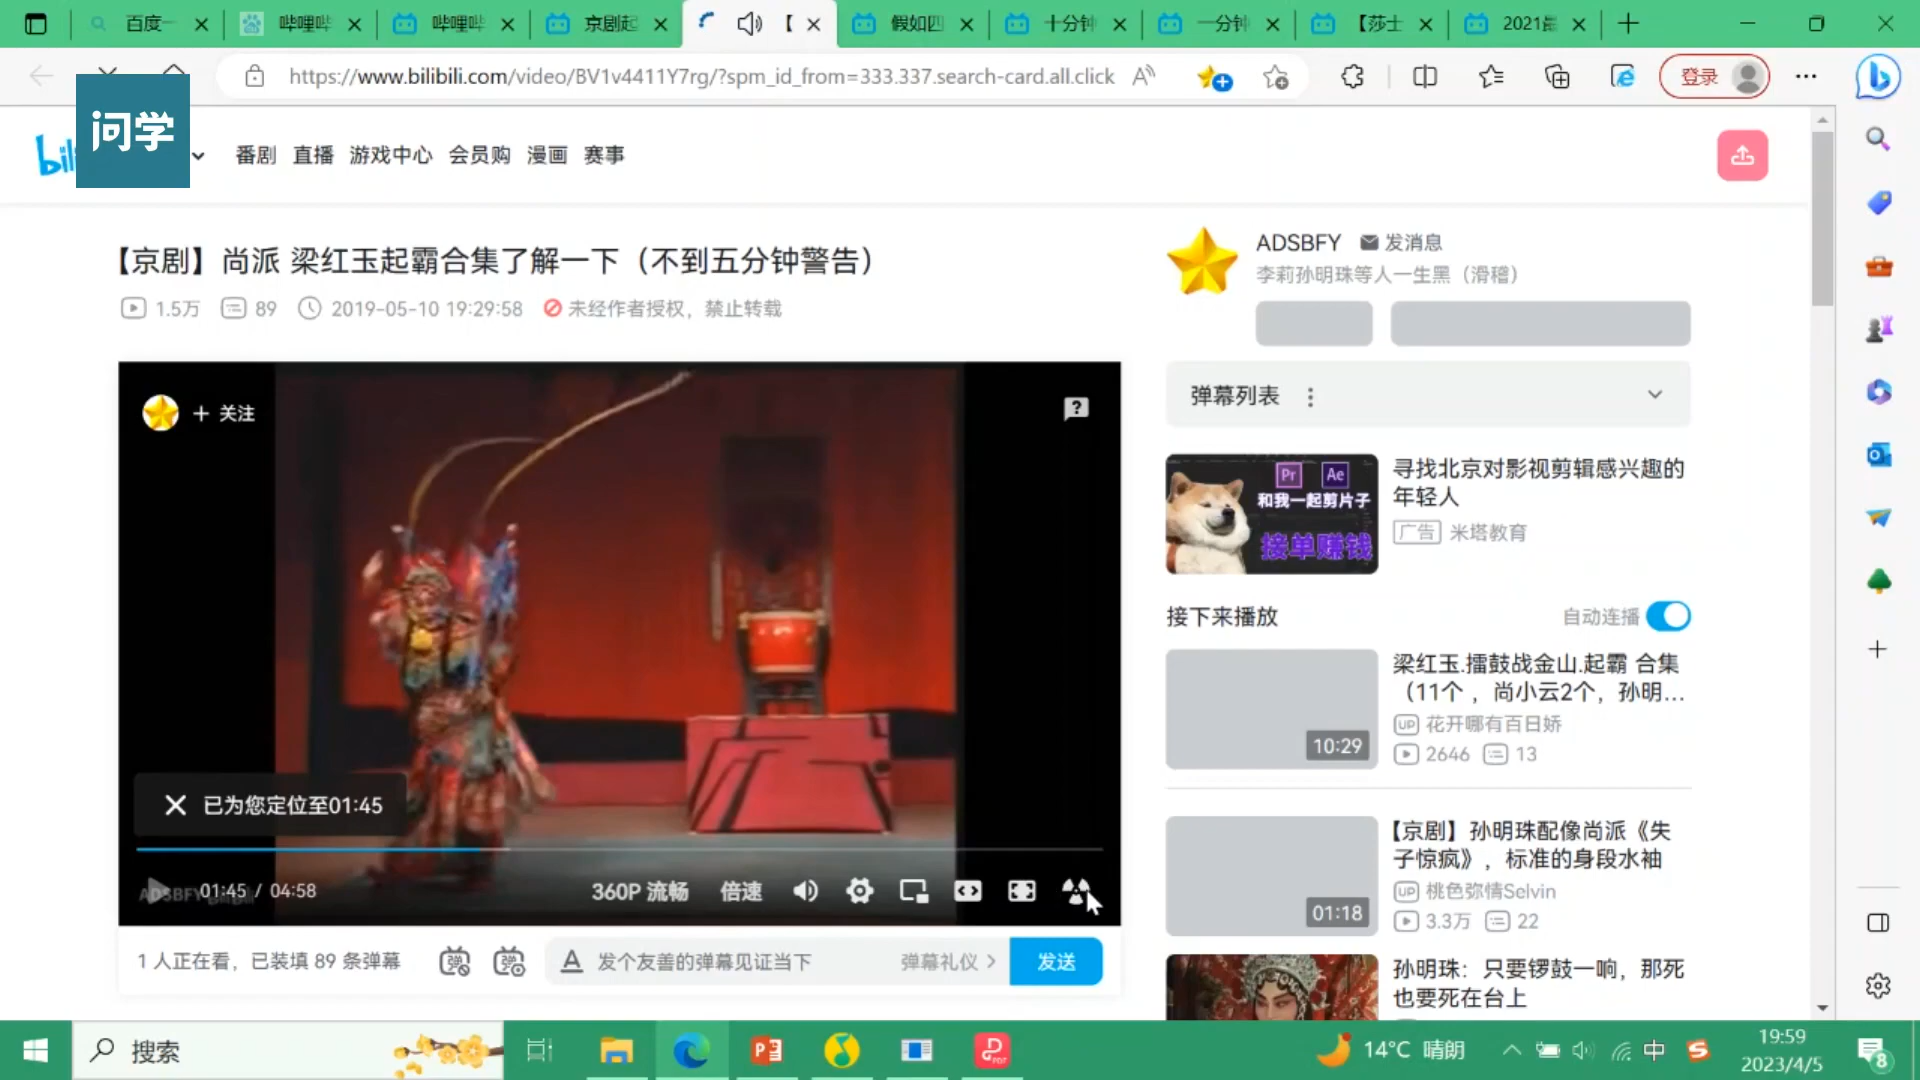 百度一
哔哩哔
哔哩哔
京剧起
【
假如四
十分钟
一分钟
【莎士
2021最
https://www.bilibili.com/video/BV1v4411Y7rg/?spm_id_from=333.337.search-card.all.click
登录
问学
bili
番剧 直播 游戏中心 会员购 漫画 赛事
【京剧】尚派 梁红玉起霸合集了解一下（不到五分钟警告）
1.5万 89 2019-05-10 19:29:58 未经作者授权，禁止转载
ADSBFY 发消息
李莉孙明珠等人一生黑（滑稽）
+ 关注
已为您定位至01:45
01:45 / 04:58
360P 流畅 倍速
1 人正在看，已装填 89 条弹幕
发个友善的弹幕见证当下
弹幕礼仪 >
发送
弹幕列表
Pr Ae
和我一起剪片子
接单赚钱
寻找北京对影视剪辑感兴趣的
年轻人
广告 米塔教育
接下来播放
自动连播
10:29
梁红玉.擂鼓战金山.起霸 合集
（11个，尚小云2个，孙明...
UP 花开哪有百日娇
2646 13
01:18
【京剧】孙明珠配像尚派《失
子惊疯》，标准的身段水袖
UP 桃色弥情Selvin
3.3万 22
孙明珠：只要锣鼓一响，那死
也要死在台上
搜索
14°C 晴朗
中
19:59
2023/4/5
8